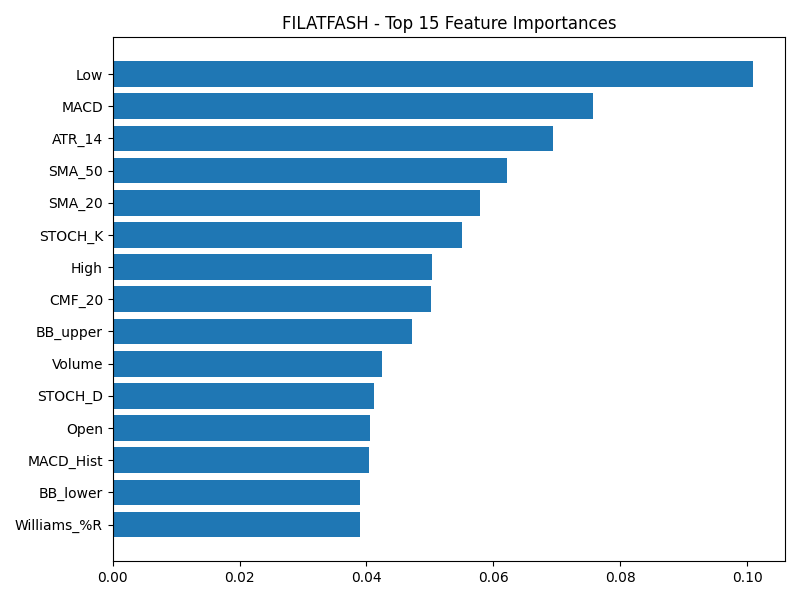 FILATFASH - Top 15 Feature Importances
Low
MACD
ATR_14
SMA_50
SMA_20
STOCH_K
High
CMF_20
BB_upper
Volume
STOCH_D
Open
MACD_Hist
BB_lower
Williams_%R
0.00 0.02 0.04 0.06 0.08 0.10